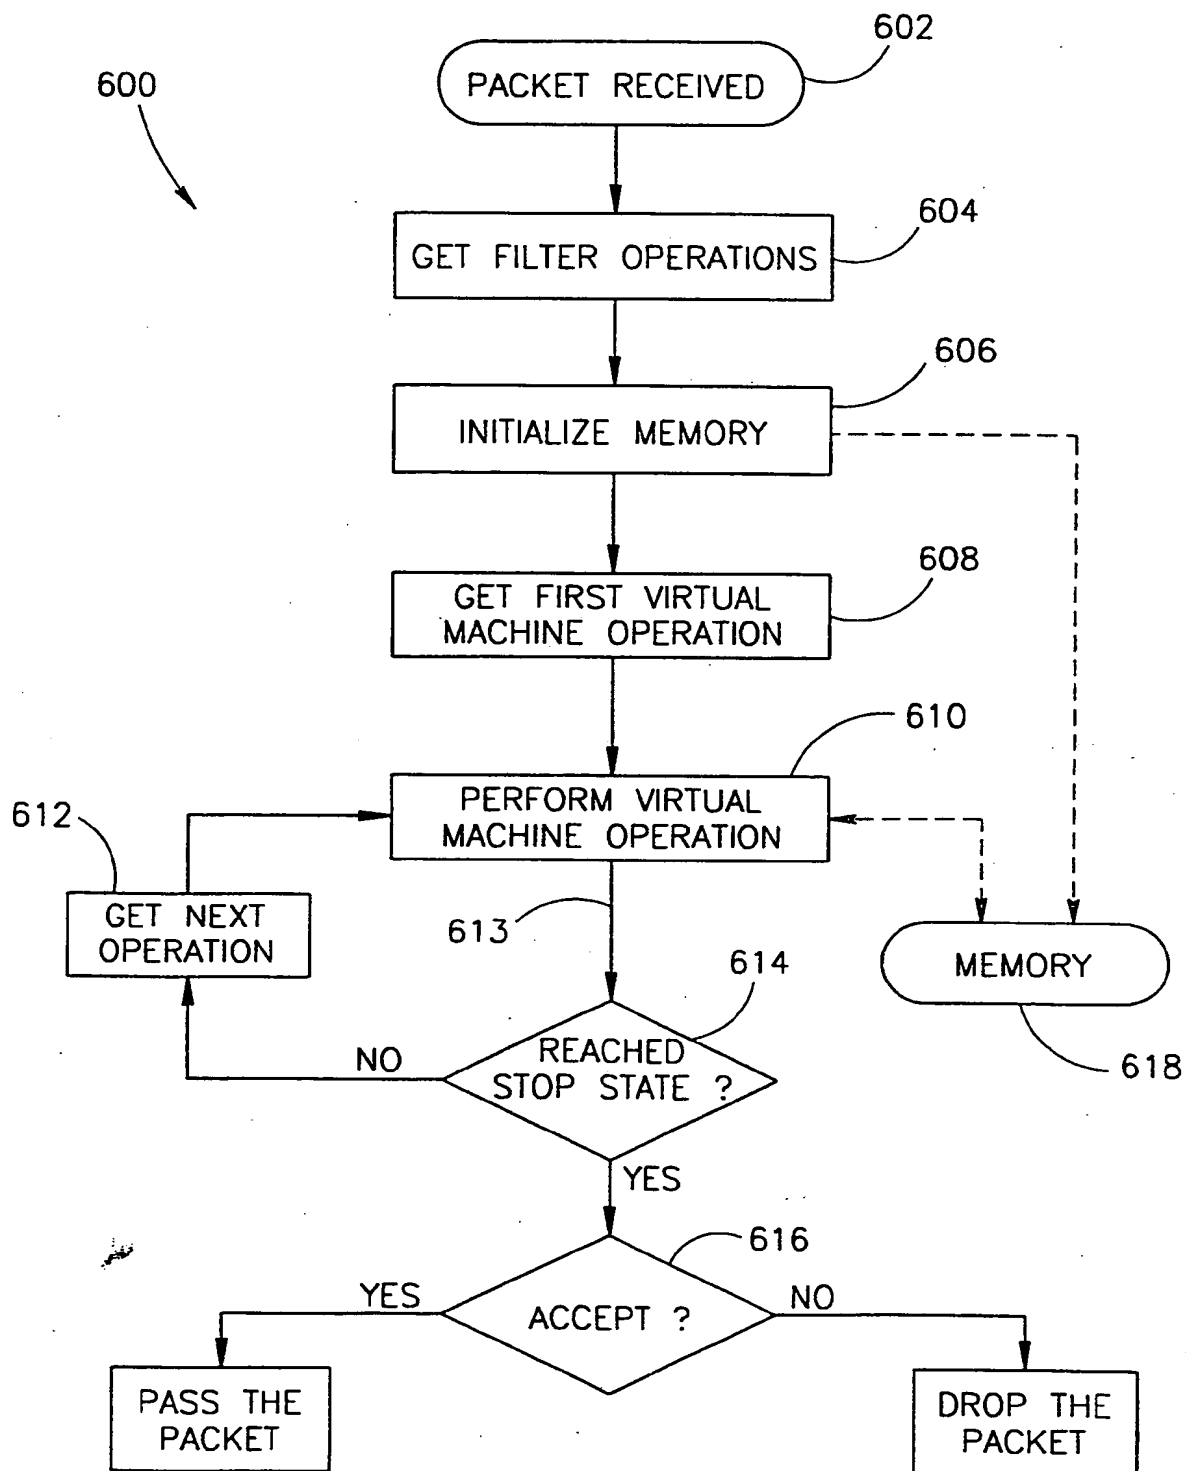 602
600
PACKET RECEIVED
604
GET FILTER OPERATIONS
606
INITIALIZE MEMORY
608
GET FIRST VIRTUAL
MACHINE OPERATION
610
612
PERFORM VIRTUAL
MACHINE OPERATION
GET NEXT
OPERATION
613
614
MEMORY
618
REACHED
STOP STATE ?
NO
YES
616
YES
ACCEPT ?
NO
PASS THE
PACKET
DROP THE
PACKET